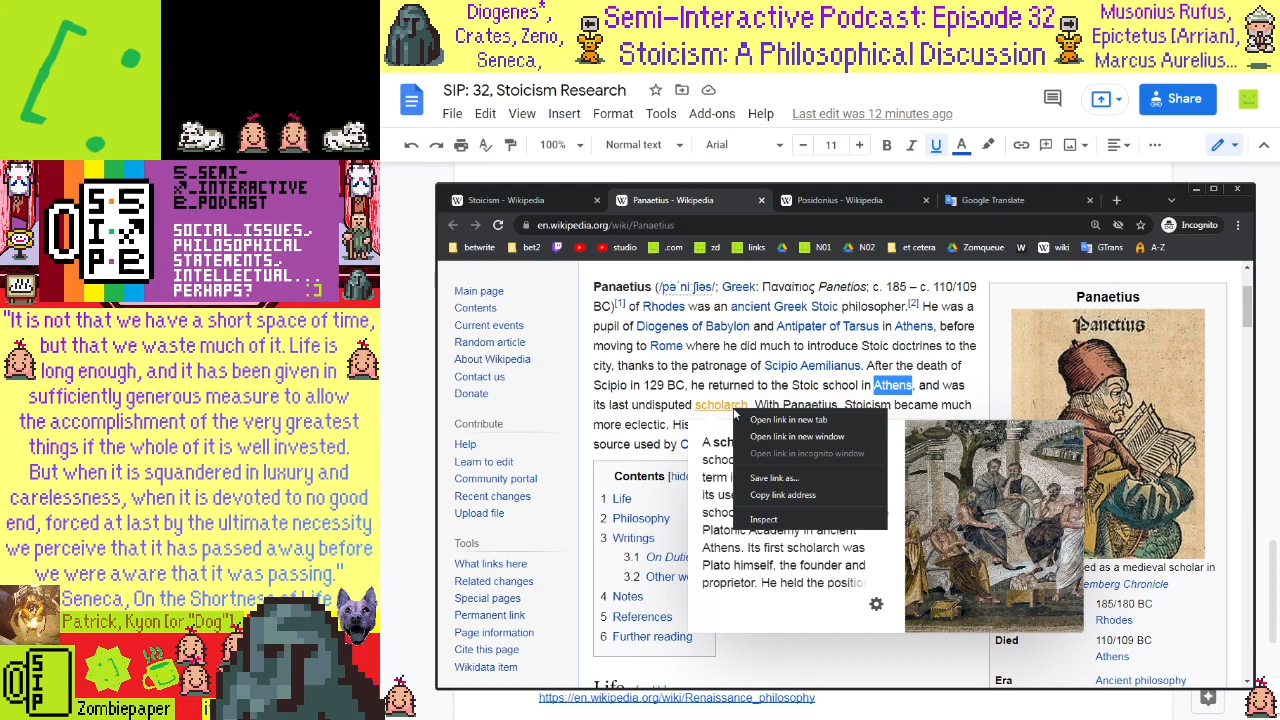 Diogenes*,
Crates, Zeno,
Seneca,
Semi-Interactive Podcast: Episode 32
Stoicism: A Philosophical Discussion
Musonius Rufus,
Epictetus [Arrian],
Marcus Aurelius...
S_SEMI-
_INTERACTIVE
_PODCAST
SOCIAL_ISSUES,
PHILOSOPHICAL
STATEMENTS,
INTELLECTUAL...
PERHAPS? :]
"It is not that we have a short space of time,
but that we waste much of it. Life is
long enough, and it has been given in
sufficiently generous measure to allow
the accomplishment of the very greatest
things if the whole of it is well invested.
But when it is squandered in luxury and
carelessness, when it is devoted to no good
end, forced at last by the ultimate necessity
we perceive that it has passed away before
we were aware that it was passing."
Seneca, On the Shortness of Life
Patrick, Kyon [or "Dog"],
SIP
Zombiepaper
SIP: 32, Stoicism Research
File Edit View Insert Format Tools Add-ons Help Last edit was 12 minutes ago
Share
100% Normal text Arial 11 B I U A
Stoicism - Wikipedia Panaetius - Wikipedia Posidonius - Wikipedia Google Translate
en.wikipedia.org/wiki/Panaetius Incognito
betwrite bet2 studio .com zd links N01 N02 et cetera Zomqueue W wiki GTrans A-Z
Main page
Contents
Current events
Random article
About Wikipedia
Contact us
Donate
Contribute
Help
Learn to edit
Community portal
Recent changes
Upload file
Tools
What links here
Related changes
Special pages
Permanent link
Page information
Cite this page
Wikidata item
Panaetius (/pəˈniːʃiəs/; Greek: Παναίτιος Panetios; c. 185 – c. 110/109
BC)[1] of Rhodes was an ancient Greek Stoic philosopher.[2] He was a
pupil of Diogenes of Babylon and Antipater of Tarsus in Athens, before
moving to Rome where he did much to introduce Stoic doctrines to the
city, thanks to the patronage of Scipio Aemilianus. After the death of
Scipio in 129 BC, he returned to the Stoic school in Athens, and was
its last undisputed scholarch. With Panaetius, Stoicism became much
more eclectic. His
source used by C
Contents [hide
1 Life
2 Philosophy
3 Writings
3.1 On Dutie
3.2 Other wo
4 Notes
5 References
6 Further reading
Life
A sch
schoo
term i
its use
schoo
Platonic Academy in ancient
Athens. Its first scholarch was
Plato himself, the founder and
proprietor. He held the position
Open link in new tab
Open link in new window
Open link in incognito window
Save link as...
Copy link address
Inspect
Panaetius
Panetius
ed as a medieval scholar in
emberg Chronicle
185/180 BC
Rhodes
Died 110/109 BC
Athens
Era Ancient philosophy
https://en.wikipedia.org/wiki/Renaissance_philosophy